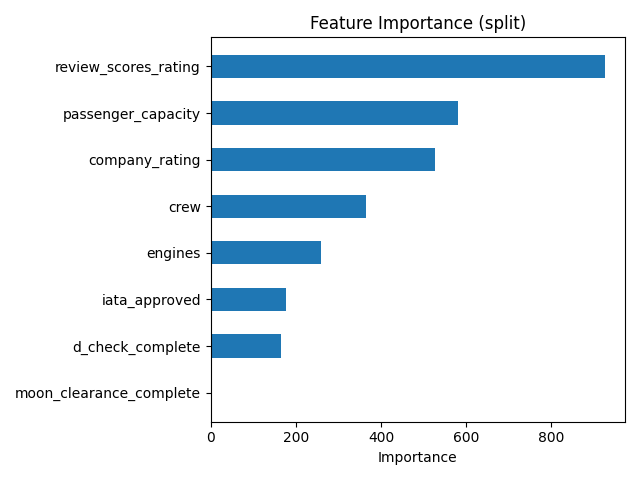 Feature Importance (split)
review_scores_rating
passenger_capacity
company_rating
crew
engines
iata_approved
d_check_complete
moon_clearance_complete
0 200 400 600 800
Importance